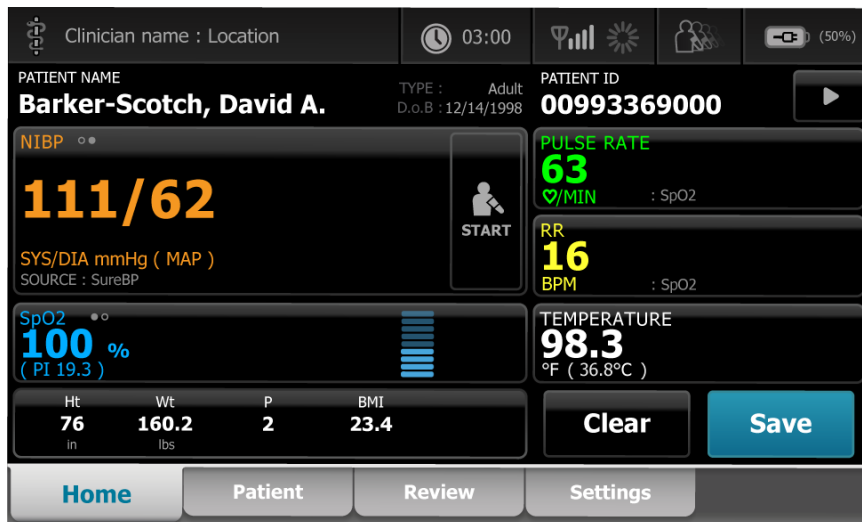 Clinician name : Location
03:00
(50%)
PATIENT NAME
Barker-Scotch, David A.
TYPE : Adult
D.o.B : 12/14/1998
PATIENT ID
00993369000
NIBP
111/62
SYS/DIA mmHg ( MAP )
SOURCE : SureBP
START
PULSE RATE
63
/MIN : SpO2
RR
16
BPM : SpO2
SpO2
100 %
( PI 19.3 )
TEMPERATURE
98.3
°F ( 36.8°C )
Ht Wt P BMI
76 160.2 2 23.4
in lbs
Clear
Save
Home Patient Review Settings